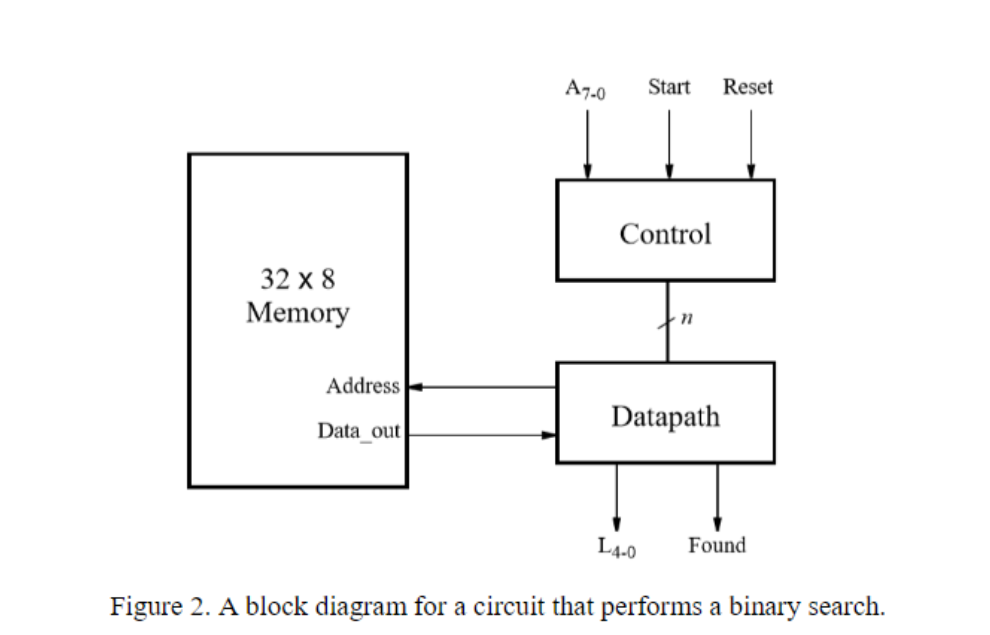 A7-0 Start Reset
Control
32 x 8
Memory
n
Address
Datapath
Data_out
L4-0 Found
Figure 2. A block diagram for a circuit that performs a binary search.